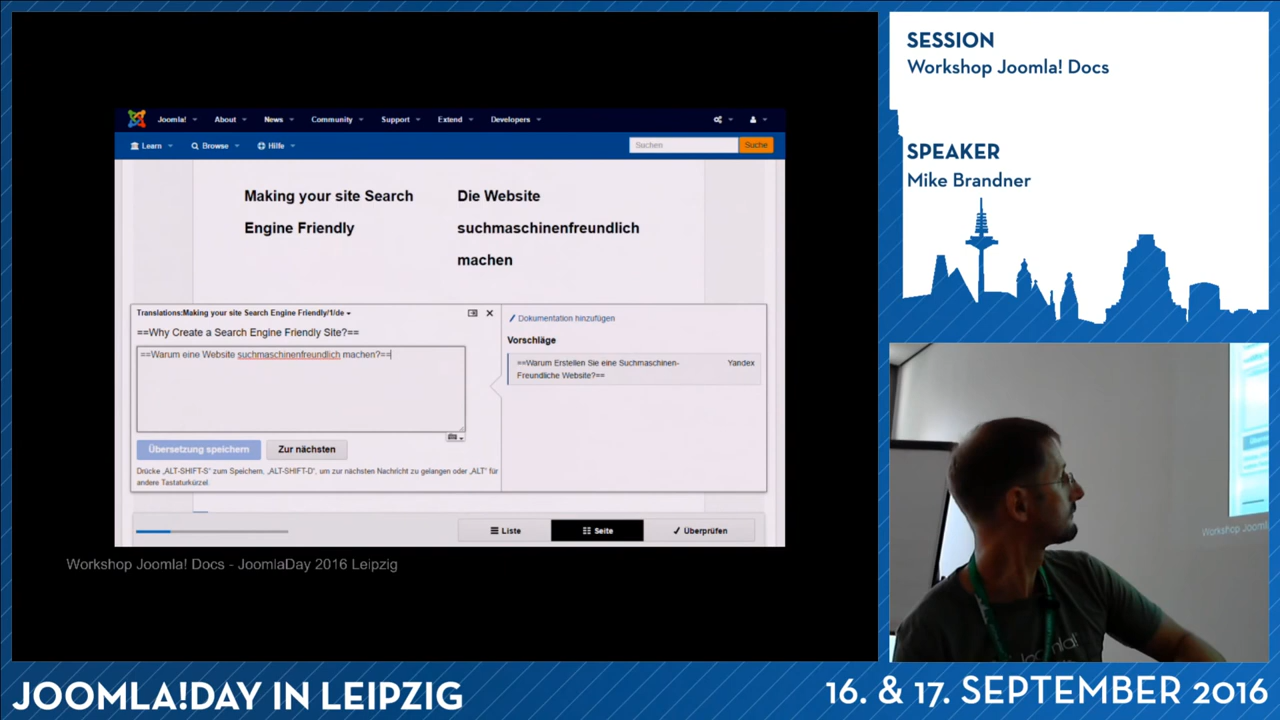 SESSION
Workshop Joomla! Docs
SPEAKER
Mike Brandner
Joomla! About News Community Support Extend Developers
Learn Browse Hilfe Suchen Suche
Making your site Search
Engine Friendly
Die Website
suchmaschinenfreundlich
machen
Translations:Making your site Search Engine Friendly/1/de
==Why Create a Search Engine Friendly Site?==
==Warum eine Website suchmaschinenfreundlich machen?==
Übersetzung speichern Zur nächsten
Drücke „ALT-SHIFT-S“ zum Speichern, „ALT-SHIFT-D“, um zur nächsten Nachricht zu gelangen oder „ALT“ für
andere Tastaturkürzel.
Dokumentation hinzufügen
Vorschläge
==Warum Erstellen Sie eine Suchmaschinen- Yandex
Freundliche Website?==
Liste Seite Überprüfen
Workshop Joomla! Docs - JoomlaDay 2016 Leipzig
Workshop Jooml
Joomla!
JOOMLA!DAY IN LEIPZIG
16. & 17. SEPTEMBER 2016